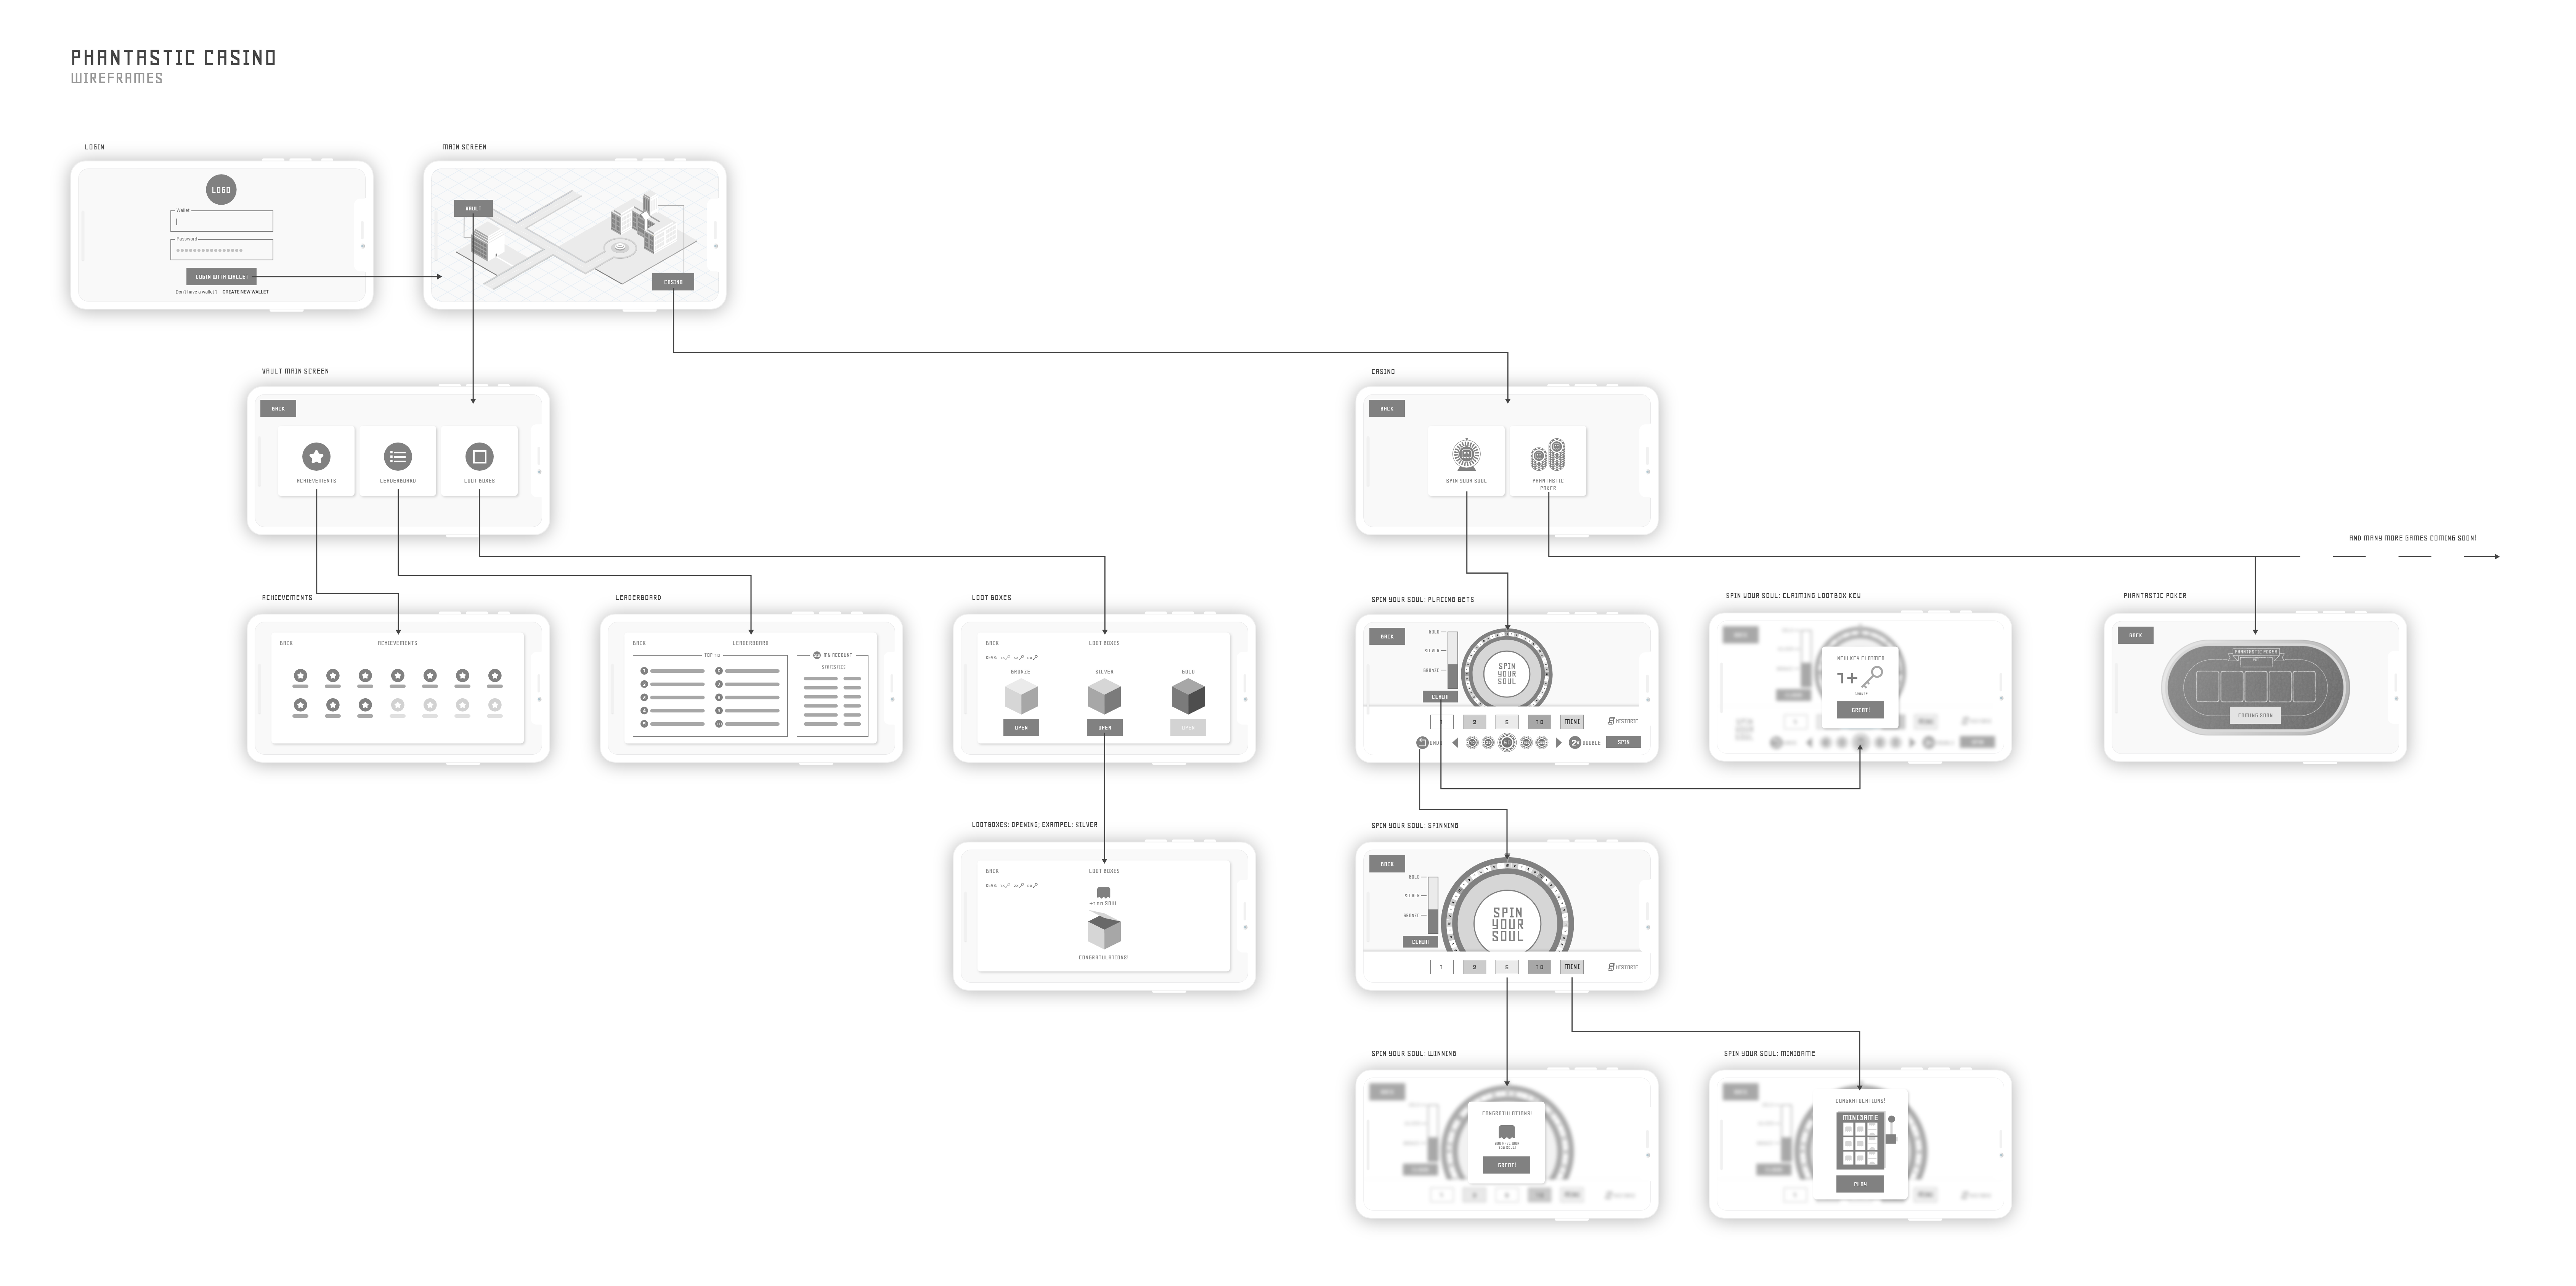 PHANTASTIC CASINO
WIREFRAMES
LOGIN
LOGO
Wallet
Password
LOGIN WITH WALLET
Don't have a wallet ? CREATE NEW WALLET
MAIN SCREEN
VAULT
CASINO
VAULT MAIN SCREEN
BACK
ACHIEVEMENTS
LEADERBOARD
LOOT BOXES
CASINO
BACK
SPIN YOUR SOUL
PHANTASTIC
POKER
AND MANY MORE GAMES COMING SOON!
ACHIEVEMENTS
BACK
ACHIEVEMENTS
LEADERBOARD
BACK
LEADERBOARD
TOP 10
MY ACCOUNT
STATISTICS
LOOT BOXES
BACK
LOOT BOXES
BRONZE
SILVER
GOLD
OPEN
OPEN
OPEN
SPIN YOUR SOUL: PLACING BETS
BACK
GOLD
SILVER
BRONZE
CLAIM
SPIN
YOUR
SOUL
1 2 5 10 MINI
HISTORIE
UNDO
DOUBLE
SPIN
SPIN YOUR SOUL: CLAIMING LOOTBOX KEY
NEW KEY CLAIMED
1+
BRONZE
GREAT!
PHANTASTIC POKER
BACK
PHANTASTIC POKER
COMING SOON
LOOTBOXES: OPENING; EXAMPEL: SILVER
BACK
LOOT BOXES
+100 SOUL
CONGRATULATIONS!
SPIN YOUR SOUL: SPINNING
BACK
GOLD
SILVER
BRONZE
CLAIM
SPIN
YOUR
SOUL
1 2 5 10 MINI
HISTORIE
SPIN YOUR SOUL: WINNING
CONGRATULATIONS!
GREAT!
SPIN YOUR SOUL: MINIGAME
CONGRATULATIONS!
MINIGAME
PLAY